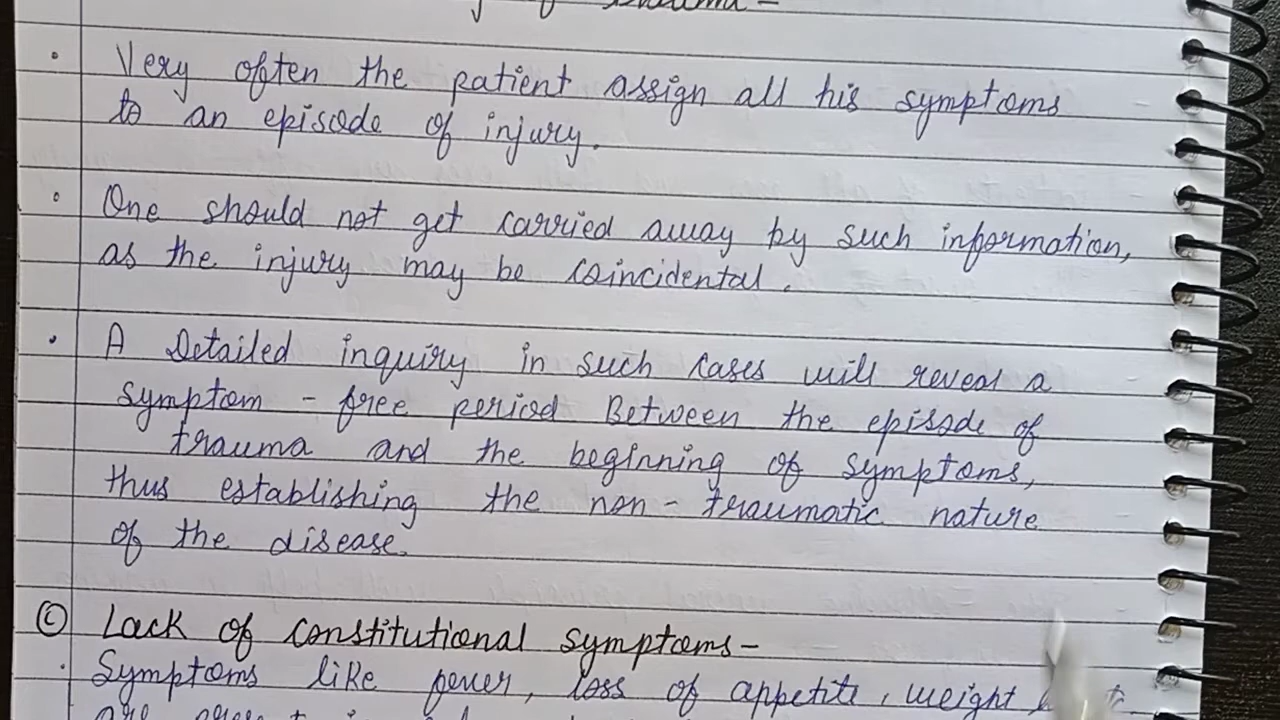 of
• Very often the patient assign all his symptoms
to an episode of injury.
• One should not get carried away by such information,
as the injury may be coincidental.
• A Detailed inquiry in such cases will reveal a
symptom - free period Between the episode of
trauma and the beginning of symptoms,
thus establishing the non - traumatic nature
of the disease.
© Lack of constitutional symptoms -
• Symptoms like fever, loss of appetite, weight
are